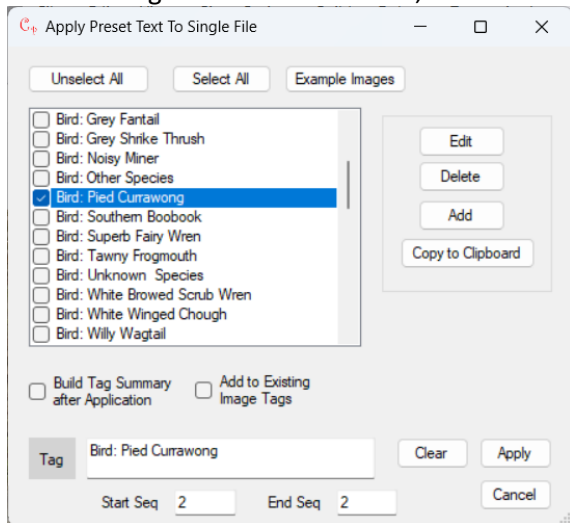 Apply Preset Text To Single File
Unselect All Select All Example Images
Bird: Grey Fantail
Bird: Grey Shrike Thrush
Bird: Noisy Miner
Bird: Other Species
Bird: Pied Currawong
Bird: Southern Boobook
Bird: Superb Fairy Wren
Bird: Tawny Frogmouth
Bird: Unknown Species
Bird: White Browed Scrub Wren
Bird: White Winged Chough
Bird: Willy Wagtail
Edit
Delete
Add
Copy to Clipboard
Build Tag Summary
after Application
Add to Existing
Image Tags
Tag Bird: Pied Currawong Clear Apply
Start Seq 2 End Seq 2 Cancel